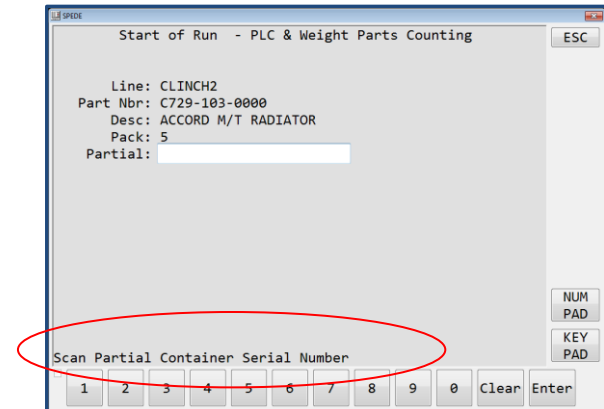 SPEDE
Start of Run - PLC & Weight Parts Counting
ESC
Line: CLINCH2
Part Nbr: C729-103-0000
Desc: ACCORD M/T RADIATOR
Pack: 5
Partial:
NUM PAD
KEY PAD
Scan Partial Container Serial Number
1 2 3 4 5 6 7 8 9 0 Clear Enter